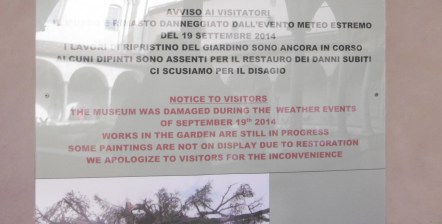 AVVISO AI VISITATORI
IL MUSEO È RIMASTO DANNEGGIATO DALL'EVENTO METEO ESTREMO
DEL 19 SETTEMBRE 2014
I LAVORI DI RIPRISTINO DEL GIARDINO SONO ANCORA IN CORSO
ALCUNI DIPINTI SONO ASSENTI PER IL RESTAURO DEI DANNI SUBITI
CI SCUSIAMO PER IL DISAGIO
NOTICE TO VISITORS
THE MUSEUM WAS DAMAGED DURING THE WEATHER EVENTS
OF SEPTEMBER 19th 2014
WORKS IN THE GARDEN ARE STILL IN PROGRESS
SOME PAINTINGS ARE NOT ON DISPLAY DUE TO RESTORATION
WE APOLOGIZE TO VISITORS FOR THE INCONVENIENCE